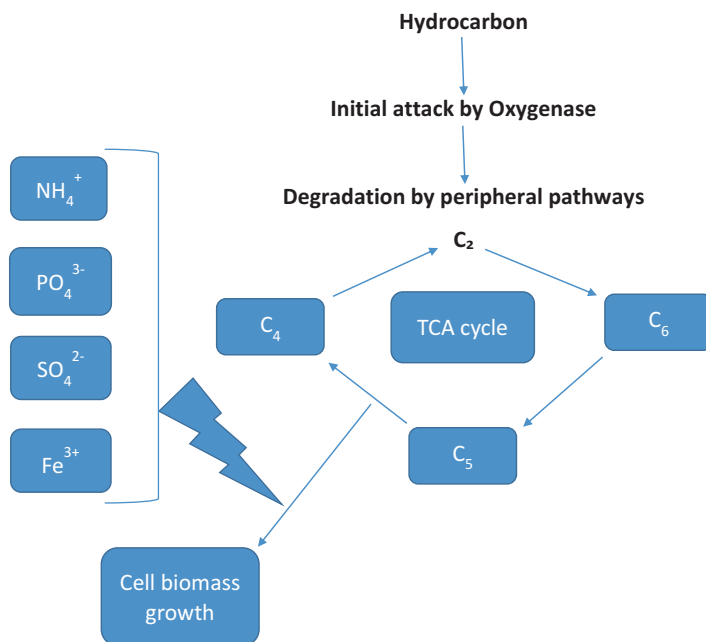 Hydrocarbon
Initial attack by Oxygenase
Degradation by peripheral pathways
C₂
NH₄⁺
PO₄³⁻
SO₄²⁻
Fe³⁺
C₄
TCA cycle
C₆
C₅
Cell biomass
growth